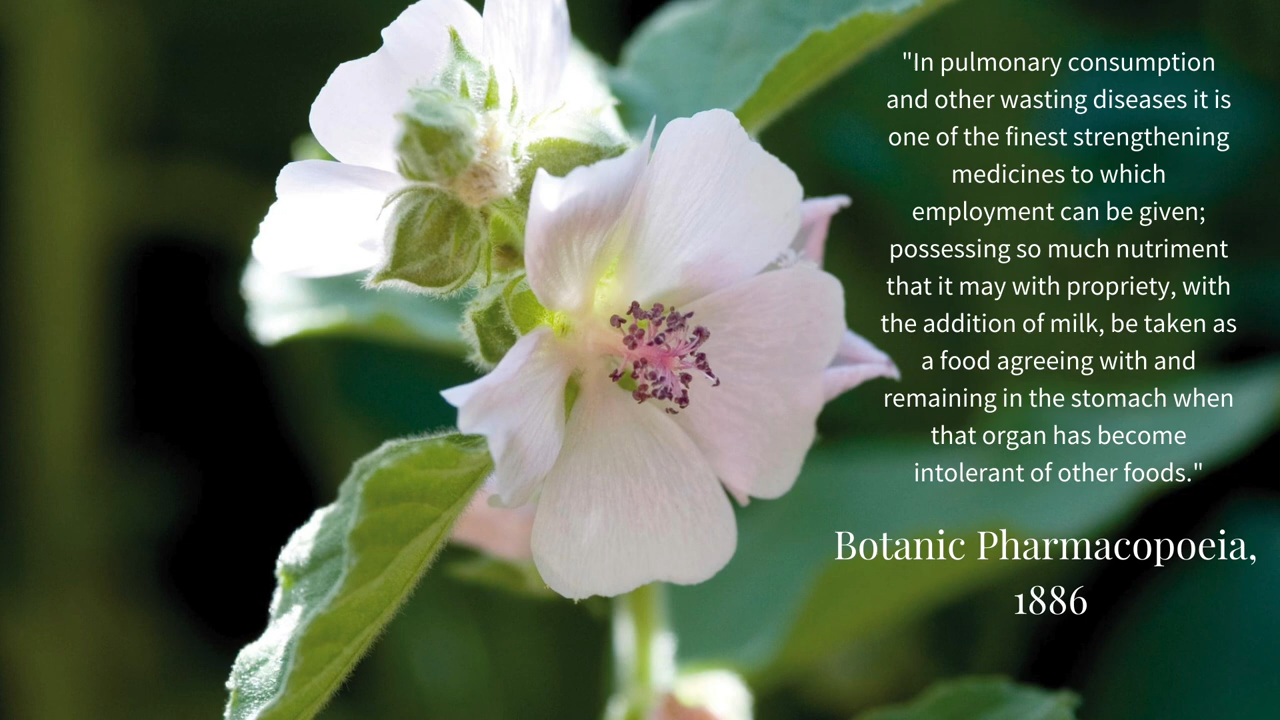 "In pulmonary consumption
and other wasting diseases it is
one of the finest strengthening
medicines to which
employment can be given;
possessing so much nutriment
that it may with propriety, with
the addition of milk, be taken as
a food agreeing with and
remaining in the stomach when
that organ has become
intolerant of other foods."
Botanic Pharmacopoeia,
1886